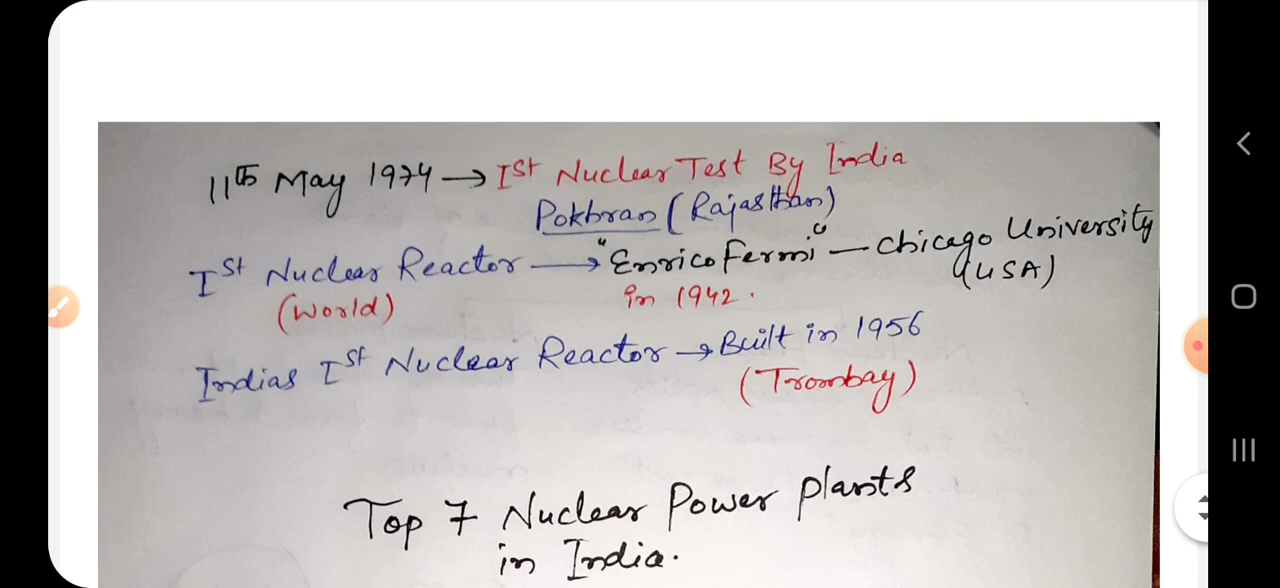 11th May 1974 → Ist Nuclear Test By India
Pokhran (Rajasthan)
Ist Nuclear Reactor → "Enrico Fermi" — Chicago University
(World) in 1942. (USA)
Indias Ist Nuclear Reactor → Built in 1956
(Trombay)
Top 7 Nuclear Power plants
in India.